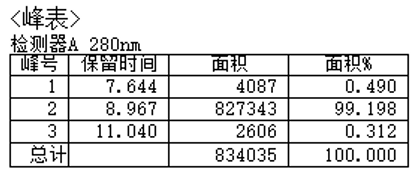 <峰表>
检测器A 280nm
峰号 保留时间 面积 面积%
1 7.644 4087 0.490
2 8.967 827343 99.198
3 11.040 2606 0.312
总计 834035 100.000